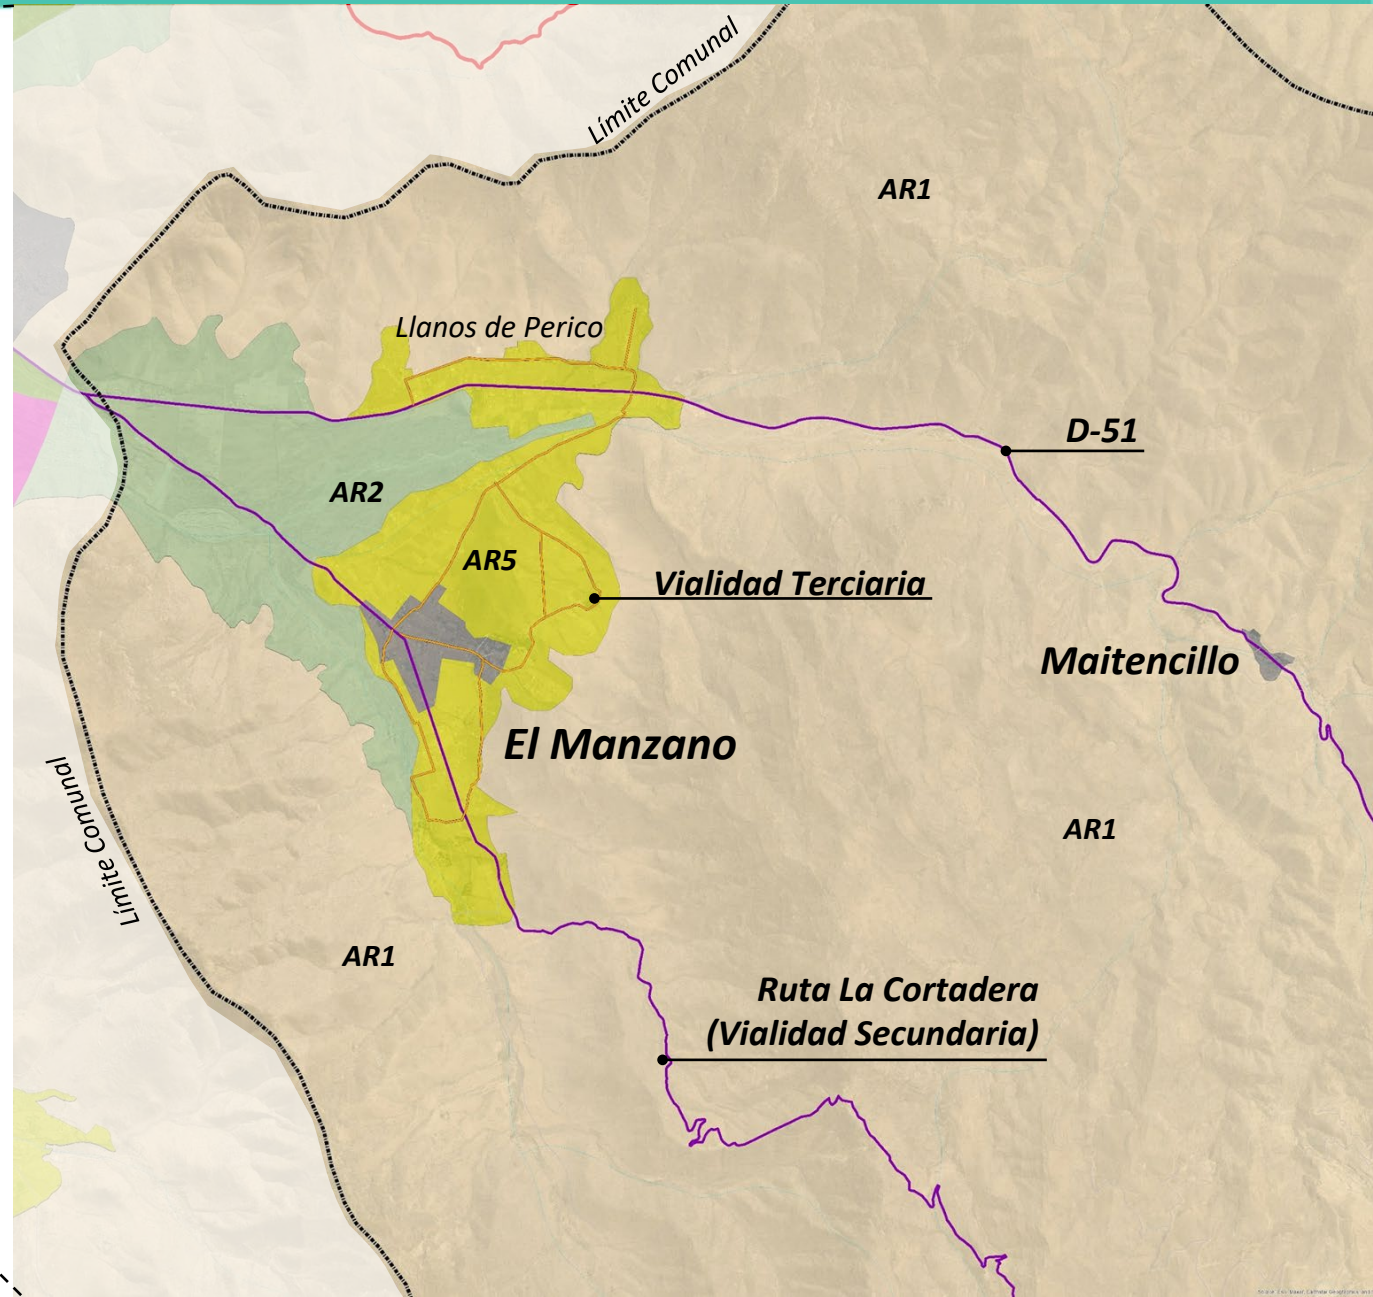 Límite Comunal
AR1
Llanos de Perico
D-51
AR2
AR5
Vialidad Terciaria
Maitencillo
El Manzano
Límite Comunal
AR1
AR1
Ruta La Cortadera
(Vialidad Secundaria)